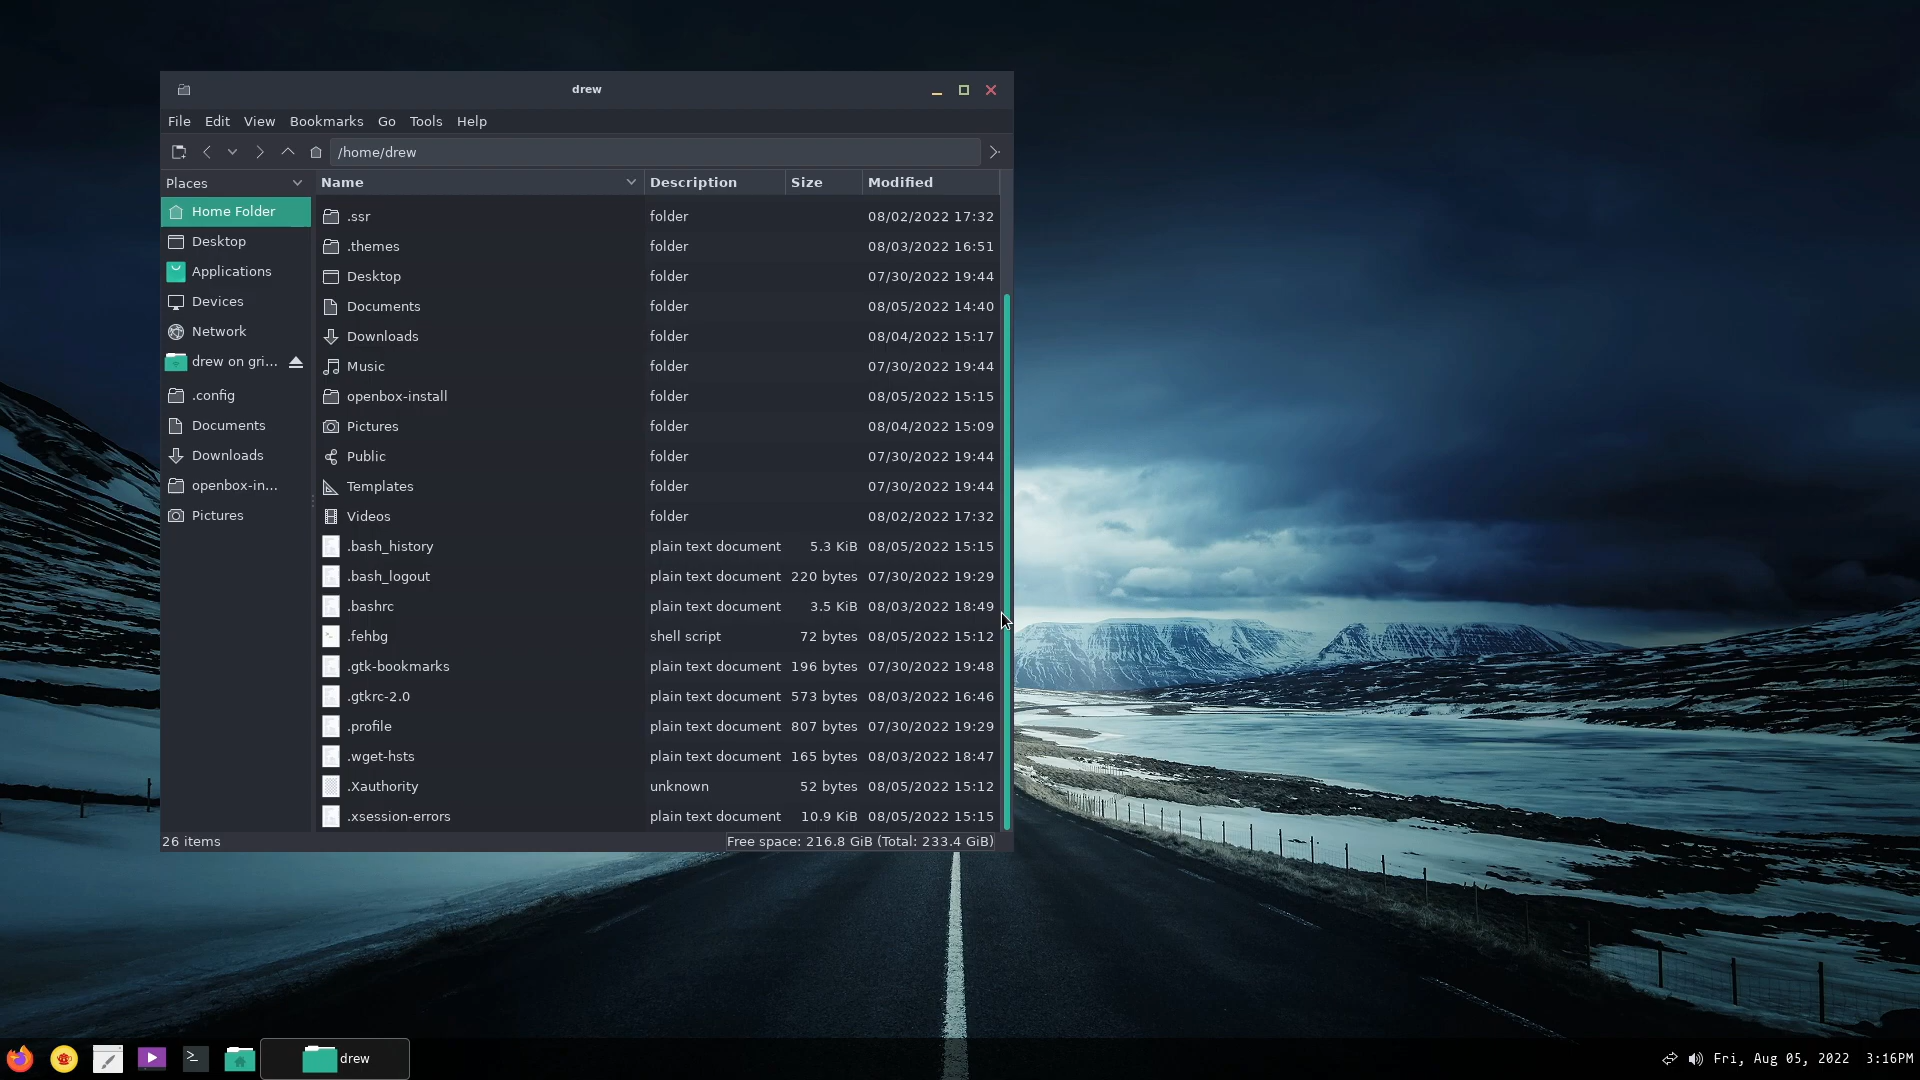 drew
File Edit View Bookmarks Go Tools Help
/home/drew
Places Name Description Size Modified
Home Folder
Desktop
Applications
Devices
Network
drew on gri...
.config
Documents
Downloads
openbox-in...
Pictures
.ssr folder 08/02/2022 17:32
.themes folder 08/03/2022 16:51
Desktop folder 07/30/2022 19:44
Documents folder 08/05/2022 14:40
Downloads folder 08/04/2022 15:17
Music folder 07/30/2022 19:44
openbox-install folder 08/05/2022 15:15
Pictures folder 08/04/2022 15:09
Public folder 07/30/2022 19:44
Templates folder 07/30/2022 19:44
Videos folder 08/02/2022 17:32
.bash_history plain text document 5.3 KiB 08/05/2022 15:15
.bash_logout plain text document 220 bytes 07/30/2022 19:29
.bashrc plain text document 3.5 KiB 08/03/2022 18:49
.fehbg shell script 72 bytes 08/05/2022 15:12
.gtk-bookmarks plain text document 196 bytes 07/30/2022 19:48
.gtkrc-2.0 plain text document 573 bytes 08/03/2022 16:46
.profile plain text document 807 bytes 07/30/2022 19:29
.wget-hsts plain text document 165 bytes 08/03/2022 18:47
.Xauthority unknown 52 bytes 08/05/2022 15:12
.xsession-errors plain text document 10.9 KiB 08/05/2022 15:15
26 items Free space: 216.8 GiB (Total: 233.4 GiB)
drew Fri, Aug 05, 2022 3:16PM